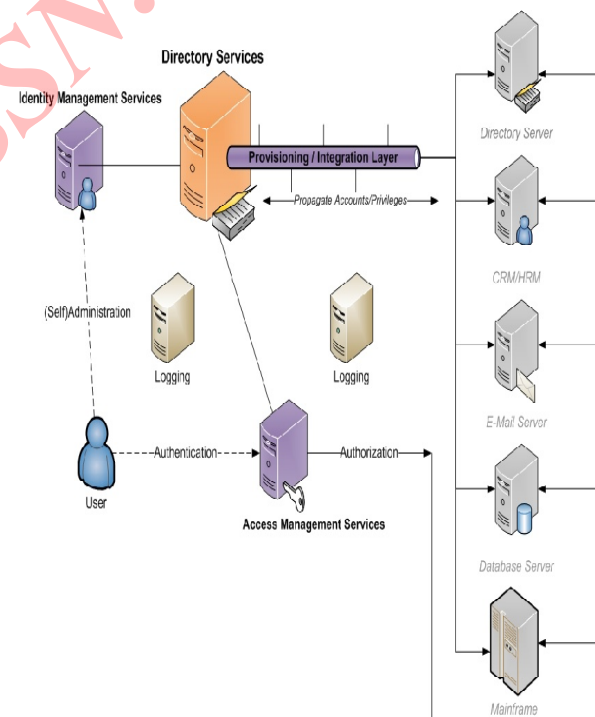 SSN.
Directory Services
Identity Management Services
Provisioning / Integration Layer
Propagate Accounts/Privileges
Directory Server
CRM/HRM
(Self)Administration
Logging
Logging
E-Mail Server
Authentication
Authorization
User
Access Management Services
Database Server
Mainframe